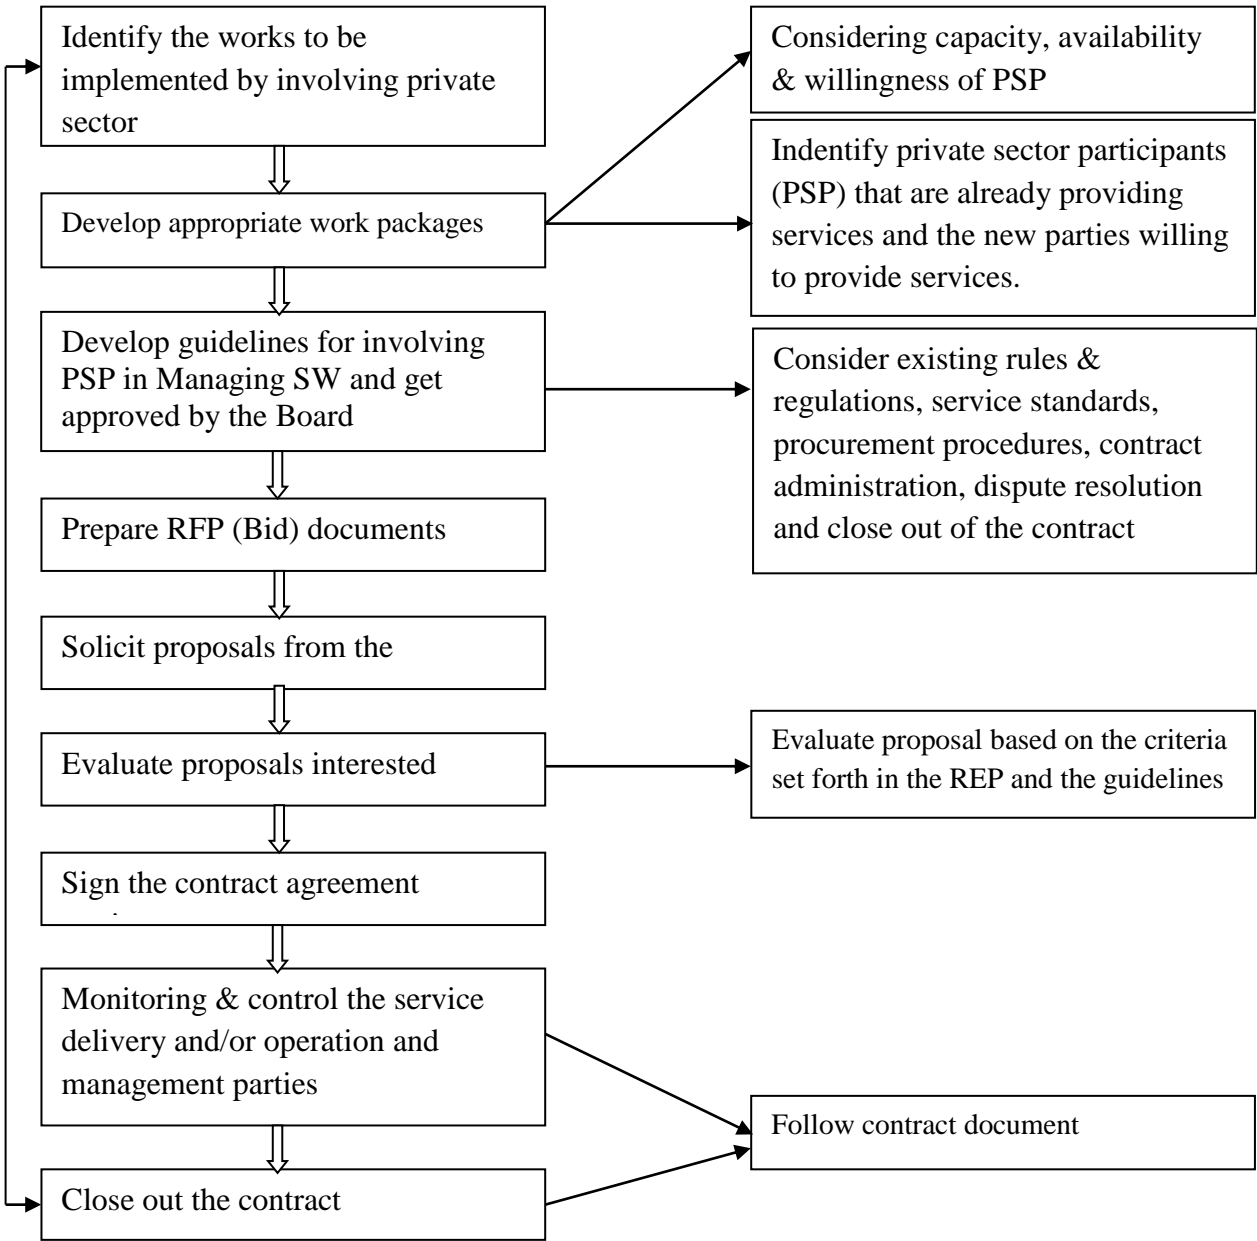 Identify the works to be
implemented by involving private
sector
Considering capacity, availability
& willingness of PSP
Indentify private sector participants
(PSP) that are already providing
services and the new parties willing
to provide services.
Develop appropriate work packages
Develop guidelines for involving
PSP in Managing SW and get
approved by the Board
Consider existing rules &
regulations, service standards,
procurement procedures, contract
administration, dispute resolution
and close out of the contract
Prepare RFP (Bid) documents
Solicit proposals from the
Evaluate proposals interested
Evaluate proposal based on the criteria
set forth in the REP and the guidelines
Sign the contract agreement
Monitoring & control the service
delivery and/or operation and
management parties
Follow contract document
Close out the contract